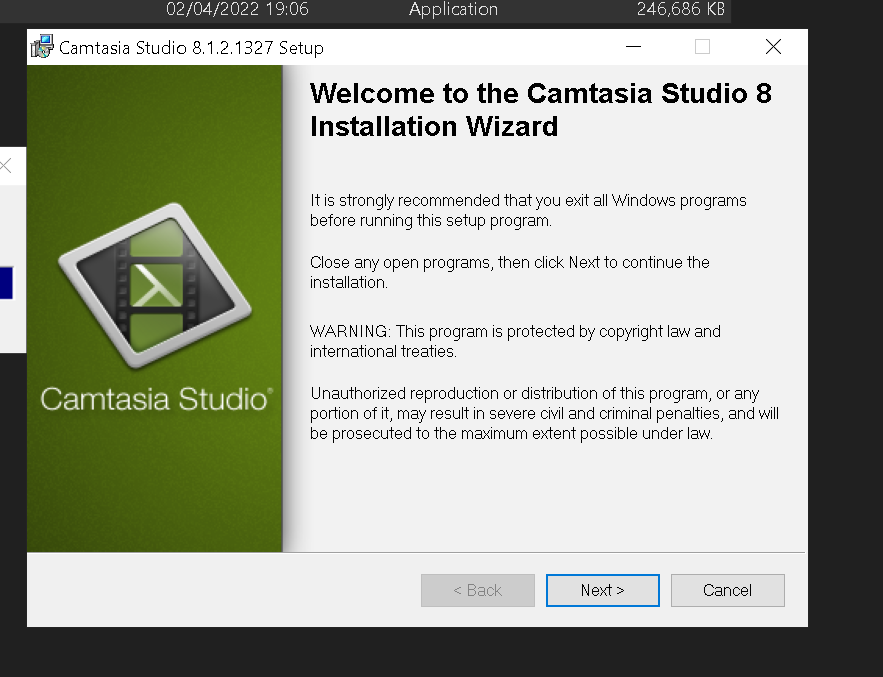 02/04/2022 19:06 Application 246,686 KB
Camtasia Studio 8.1.2.1327 Setup
Welcome to the Camtasia Studio 8
Installation Wizard
It is strongly recommended that you exit all Windows programs
before running this setup program.
Close any open programs, then click Next to continue the
installation.
WARNING: This program is protected by copyright law and
international treaties.
Camtasia Studio®
Unauthorized reproduction or distribution of this program, or any
portion of it, may result in severe civil and criminal penalties, and will
be prosecuted to the maximum extent possible under law.
< Back
Next >
Cancel